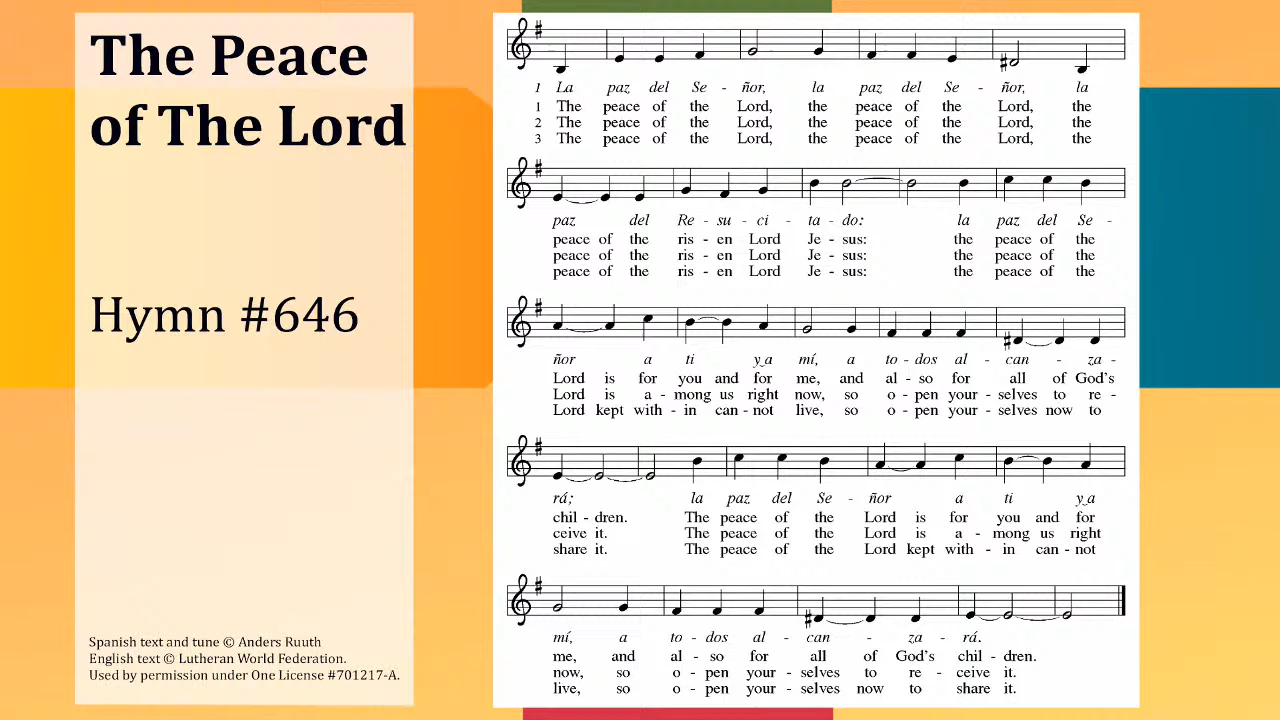 The Peace
of The Lord
Hymn #646
Spanish text and tune © Anders Ruuth
English text © Lutheran World Federation.
Used by permission under One License #701217-A.
1 La paz del Se - ñor, la paz del Se - ñor, la
1 The peace of the Lord, the peace of the Lord, the
2 The peace of the Lord, the peace of the Lord, the
3 The peace of the Lord, the peace of the Lord, the
paz del Re - su - ci - ta - do: la paz del Se -
peace of the ris - en Lord Je - sus: the peace of the
peace of the ris - en Lord Je - sus: the peace of the
peace of the ris - en Lord Je - sus: the peace of the
ñor a ti y‿a mí, a to - dos al - can - za -
Lord is for you and for me, and al - so for all of God's
Lord is a - mong us right now, so o - pen your - selves to re -
Lord kept with - in can - not live, so o - pen your - selves now to
rá; la paz del Se - ñor a ti y‿a
chil - dren. The peace of the Lord is for you and for
ceive it. The peace of the Lord is a - mong us right
share it. The peace of the Lord kept with - in can - not
mí, a to - dos al - can - za - rá.
me, and al - so for all of God's chil - dren.
now, so o - pen your - selves to re - ceive it.
live, so o - pen your - selves now to share it.